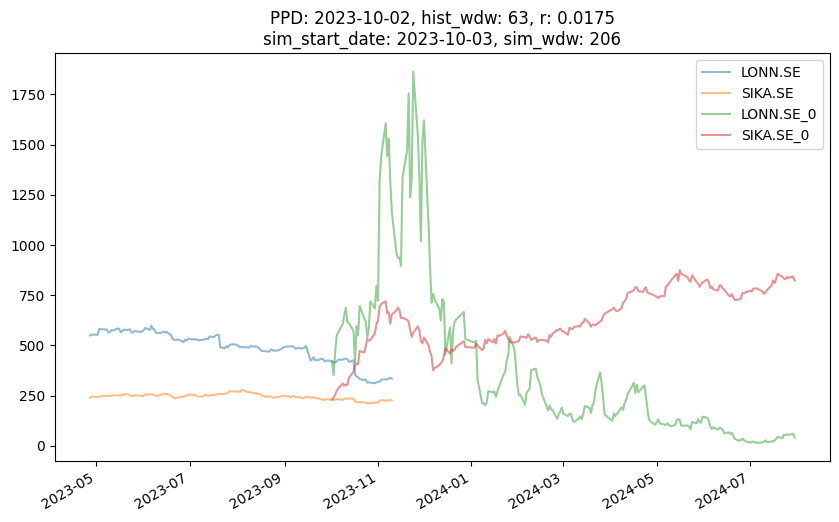 PPD: 2023-10-02, hist_wdw: 63, r: 0.0175
sim_start_date: 2023-10-03, sim_wdw: 206
LONN.SE
SIKA.SE
LONN.SE_0
SIKA.SE_0
1750
1500
1250
1000
750
500
250
0
2023-05
2023-07
2023-09
2023-11
2024-01
2024-03
2024-05
2024-07